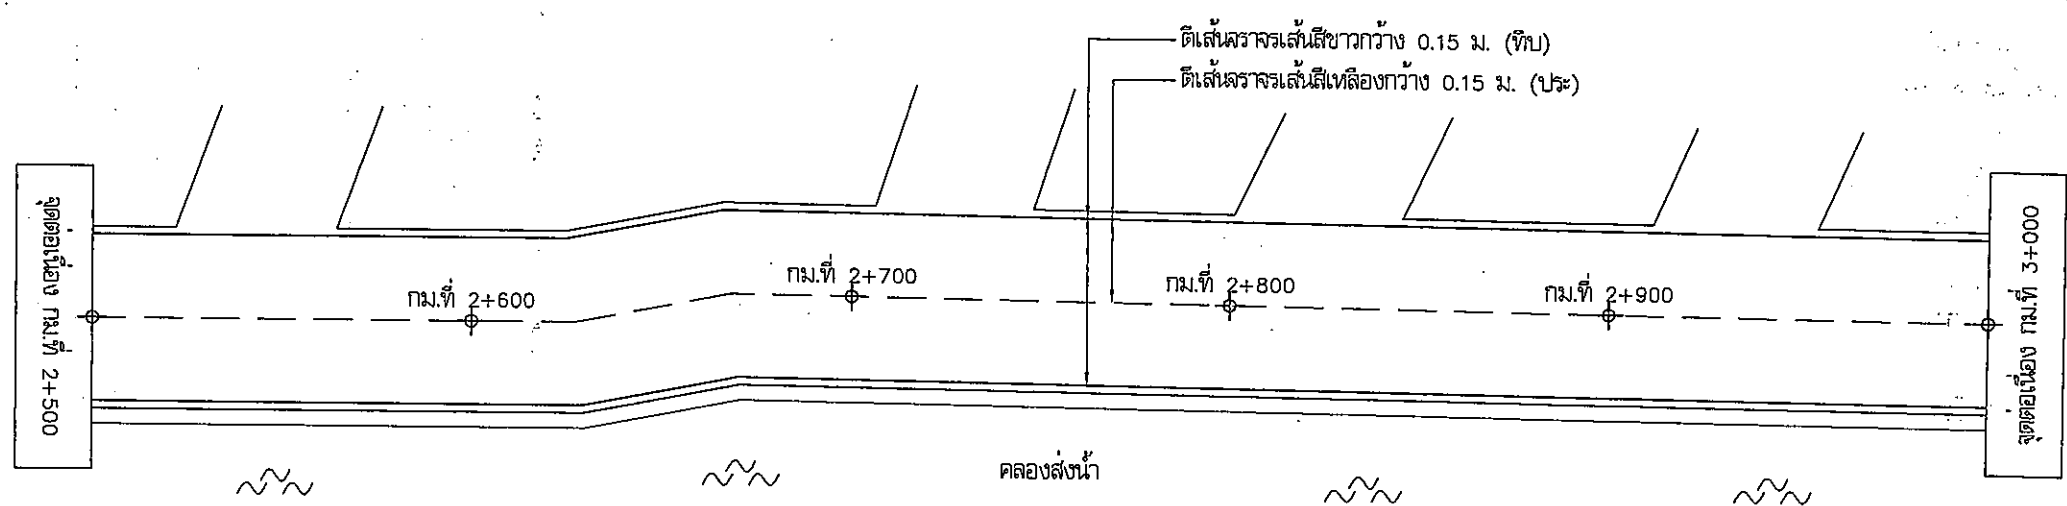 ตีเส้นจราจรเส้นสีขาวกว้าง 0.15 ม. (ทึบ)
ตีเส้นจราจรเส้นสีเหลืองกว้าง 0.15 ม. (ประ)
จุดต่อเนื่อง กม.ที่ 2+500
กม.ที่ 2+600
กม.ที่ 2+700
กม.ที่ 2+800
กม.ที่ 2+900
จุดต่อเนื่อง กม.ที่ 3+000
คลองส่งน้ำ